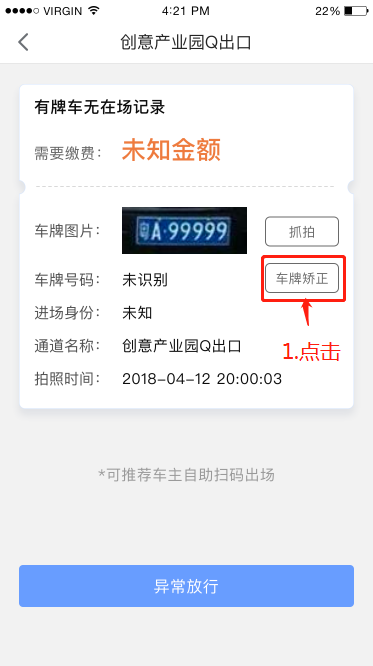 VIRGIN 4:21 PM 22%
创意产业园Q出口
有牌车无在场记录
需要缴费： 未知金额
车牌图片： 粤A·99999 抓拍
车牌号码： 未识别 车牌矫正
进场身份： 未知
通道名称： 创意产业园Q出口
1.点击
拍照时间： 2018-04-12 20:00:03
*可推荐车主自助扫码出场
异常放行